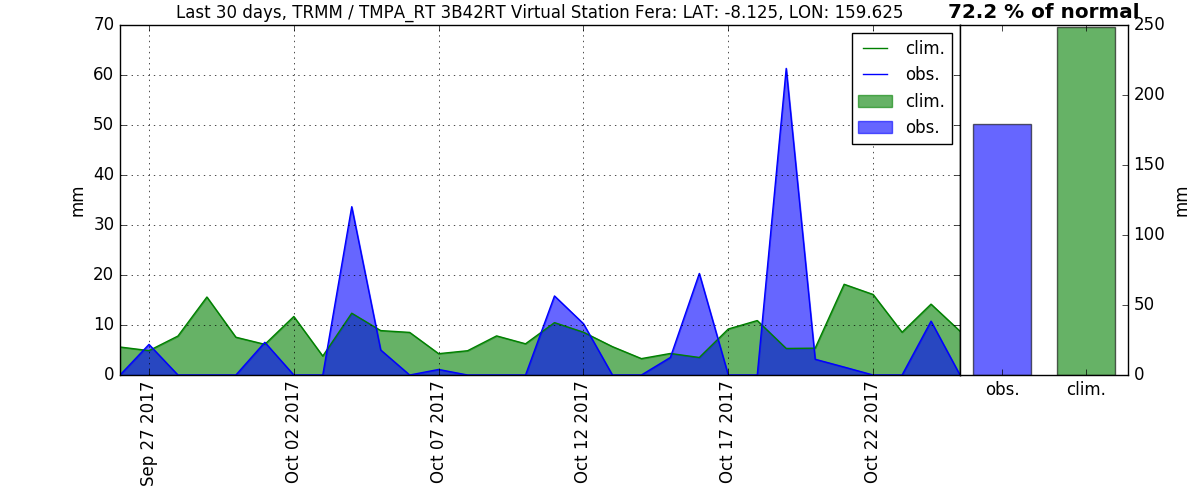 Last 30 days, TRMM / TMPA_RT 3B42RT Virtual Station Fera: LAT: -8.125, LON: 159.625
72.2 % of normal
70
60
50
40
30
20
10
0
mm
clim.
obs.
clim.
obs.
Sep 27 2017
Oct 02 2017
Oct 07 2017
Oct 12 2017
Oct 17 2017
Oct 22 2017
250
200
150
100
50
0
mm
obs.
clim.